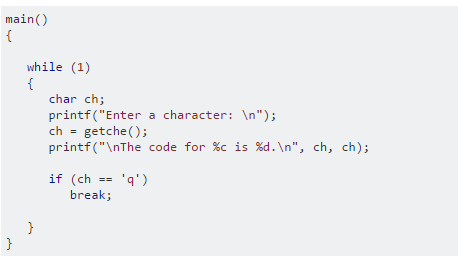 main()
{
while (1)
{
char ch;
printf("Enter a character: \n");
ch = getche();
printf("\nThe code for %c is %d.\n", ch, ch);
if (ch == 'q')
break;
}
}